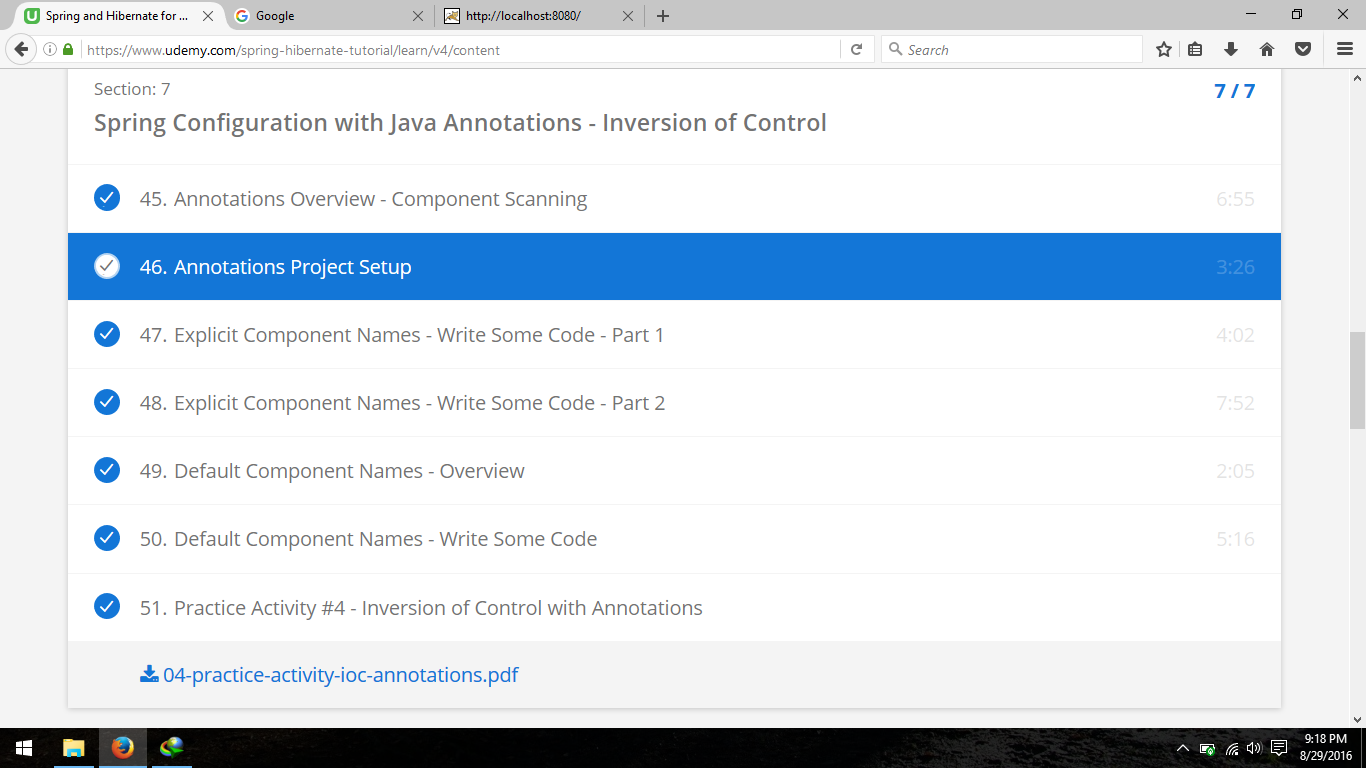 Spring and Hibernate for ...
Google
http://localhost:8080/
https://www.udemy.com/spring-hibernate-tutorial/learn/v4/content
Search
Section: 7
7 / 7
Spring Configuration with Java Annotations - Inversion of Control
45. Annotations Overview - Component Scanning 6:55
46. Annotations Project Setup 3:26
47. Explicit Component Names - Write Some Code - Part 1 4:02
48. Explicit Component Names - Write Some Code - Part 2 7:52
49. Default Component Names - Overview 2:05
50. Default Component Names - Write Some Code 5:16
51. Practice Activity #4 - Inversion of Control with Annotations
04-practice-activity-ioc-annotations.pdf
9:18 PM
8/29/2016